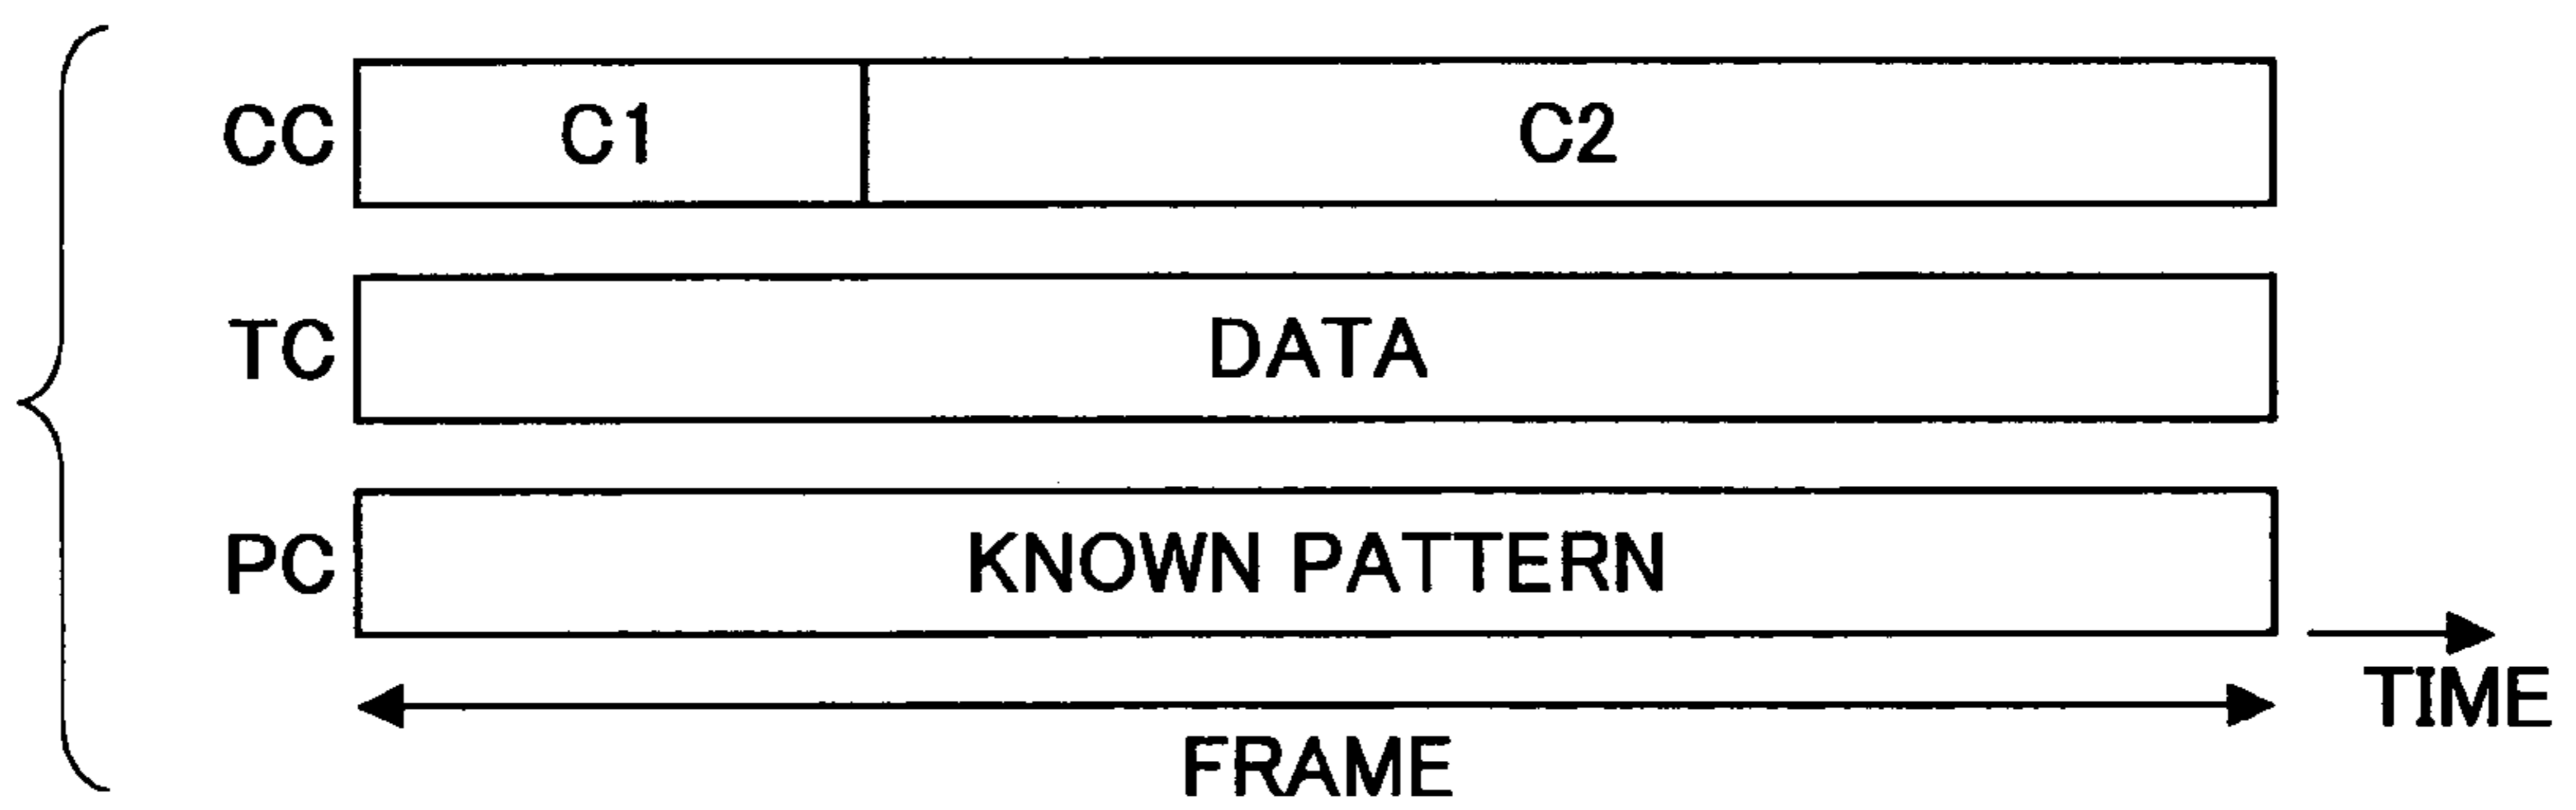 CC C1 C2
TC DATA
PC KNOWN PATTERN
TIME
FRAME